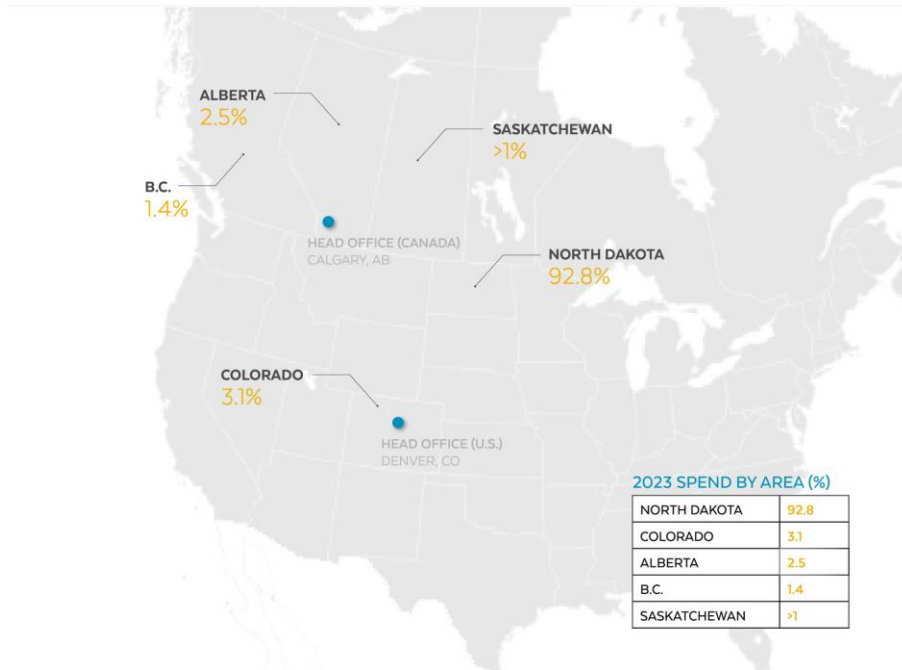 ALBERTA
2.5%
SASKATCHEWAN
>1%
B.C.
1.4%
HEAD OFFICE (CANADA)
CALGARY, AB
NORTH DAKOTA
92.8%
COLORADO
3.1%
HEAD OFFICE (U.S.)
DENVER, CO
2023 SPEND BY AREA (%)
NORTH DAKOTA 92.8
COLORADO 3.1
ALBERTA 2.5
B.C. 1.4
SASKATCHEWAN >1